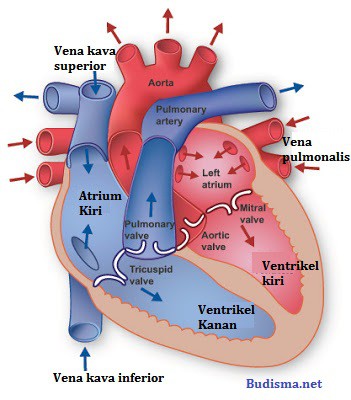 Vena kava
superior
Aorta
Pulmonary
artery
Vena
pulmonalis
Left
atrium
Atrium
Kiri
Mitral
valve
Pulmonary
valve
Aortic
valve
Tricuspid
valve
Ventrikel
kiri
Ventrikel
Kanan
Vena kava inferior
Budisma.net